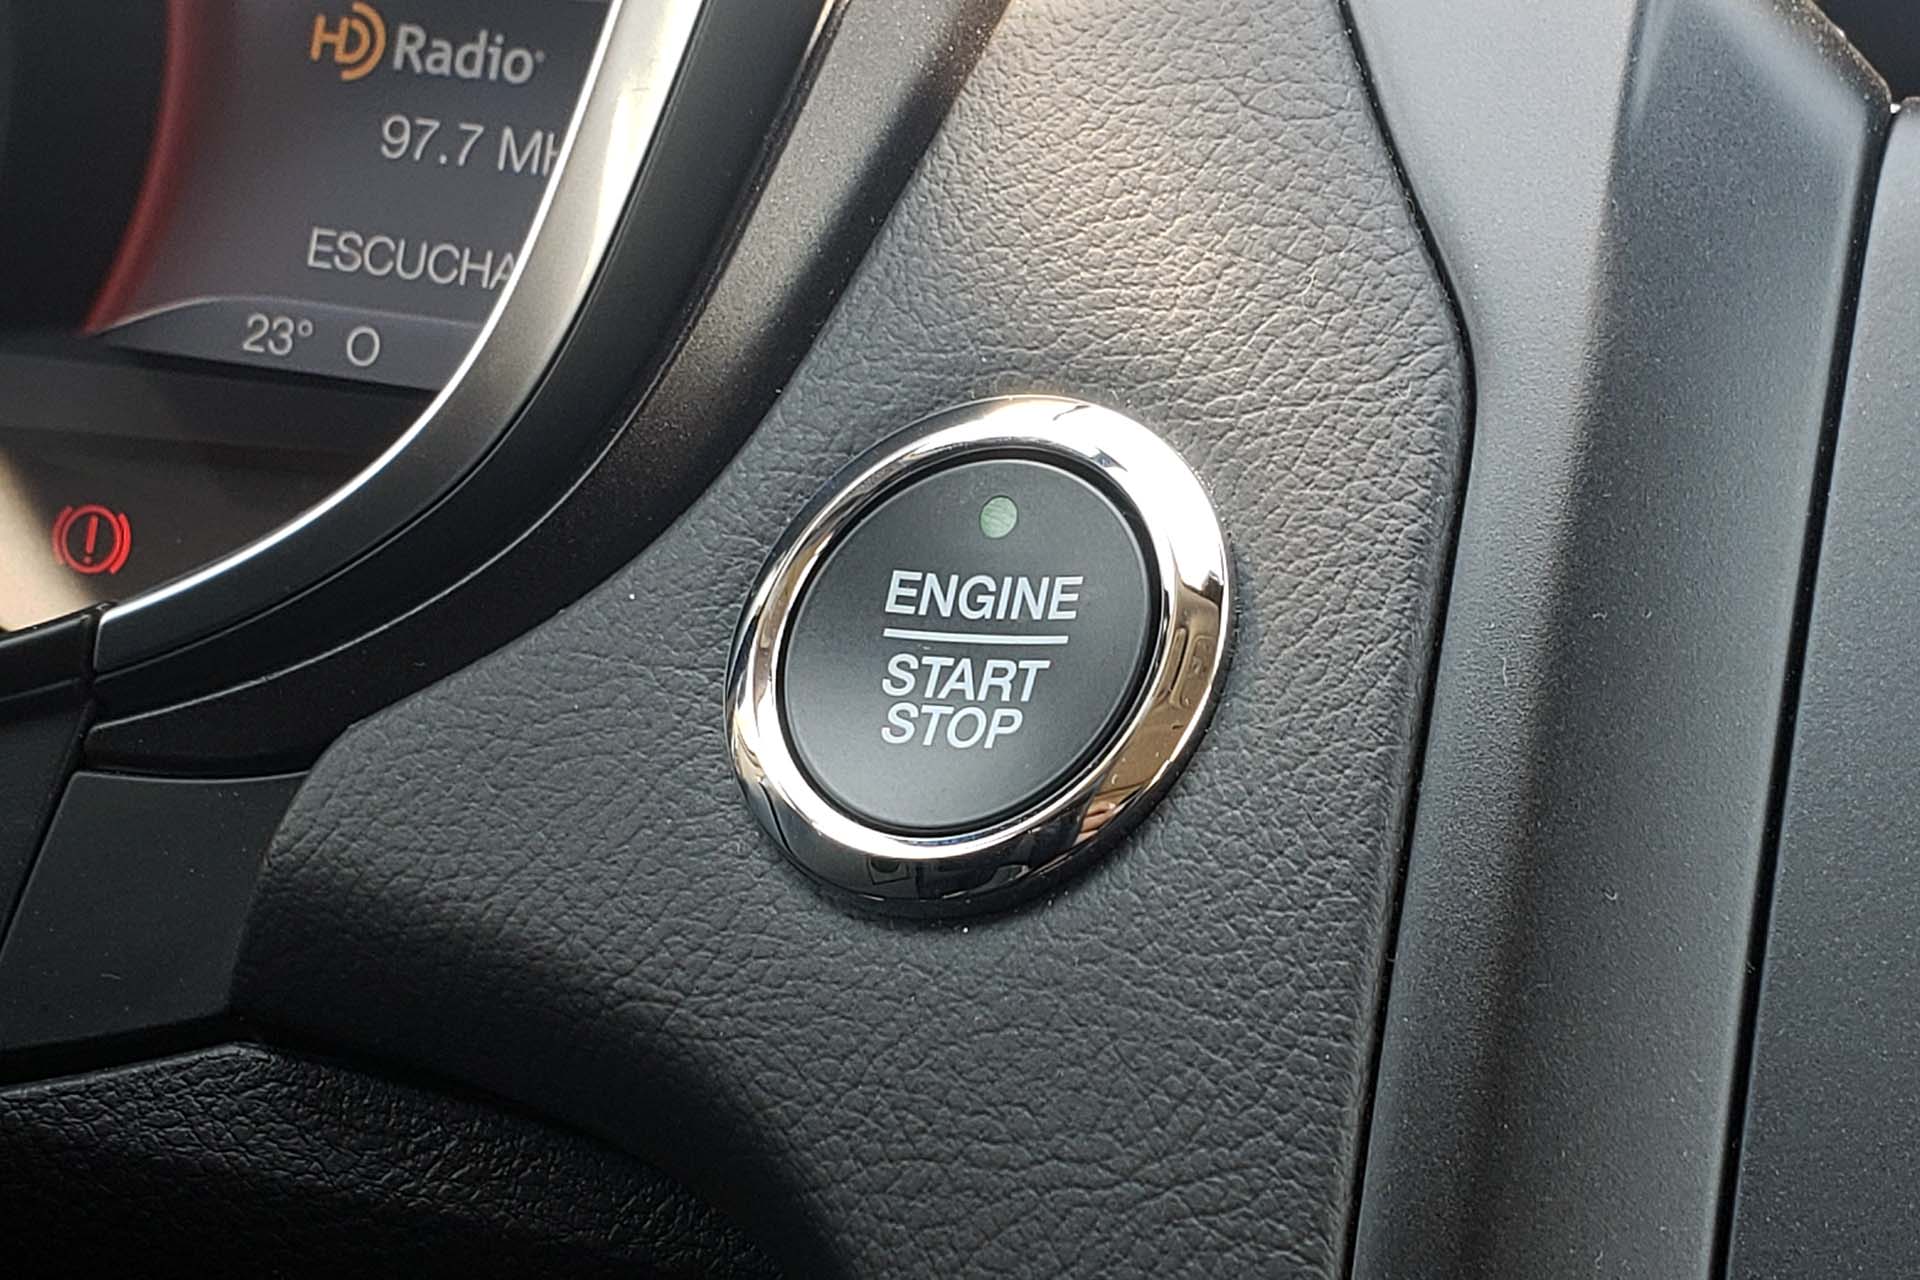 HD Radio
97.7 MH
ESCUCHA
23° O
ENGINE
START
STOP